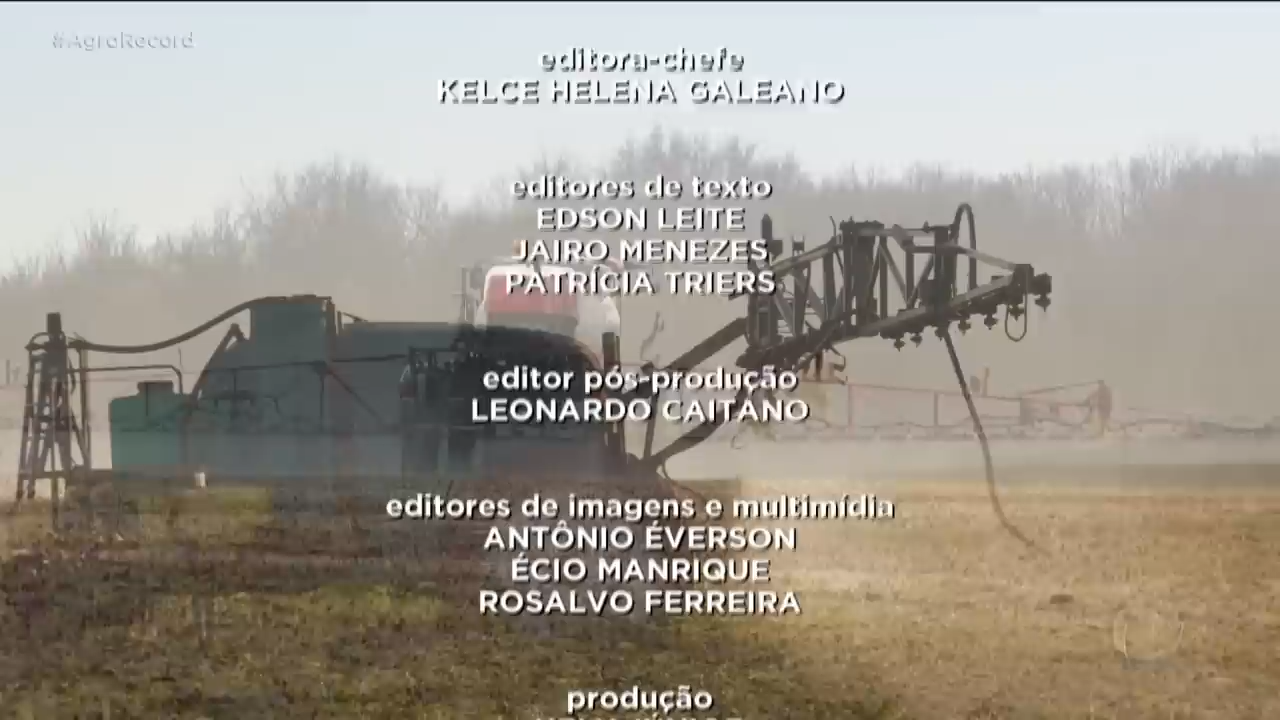 #AgroRecord
editora-chefe
KELCE HELENA GALEANO
editores de texto
EDSON LEITE
JAIRO MENEZES
PATRÍCIA TRIERS
editor pós-produção
LEONARDO CAITANO
editores de imagens e multimídia
ANTÔNIO ÉVERSON
ÉCIO MANRIQUE
ROSALVO FERREIRA
produção